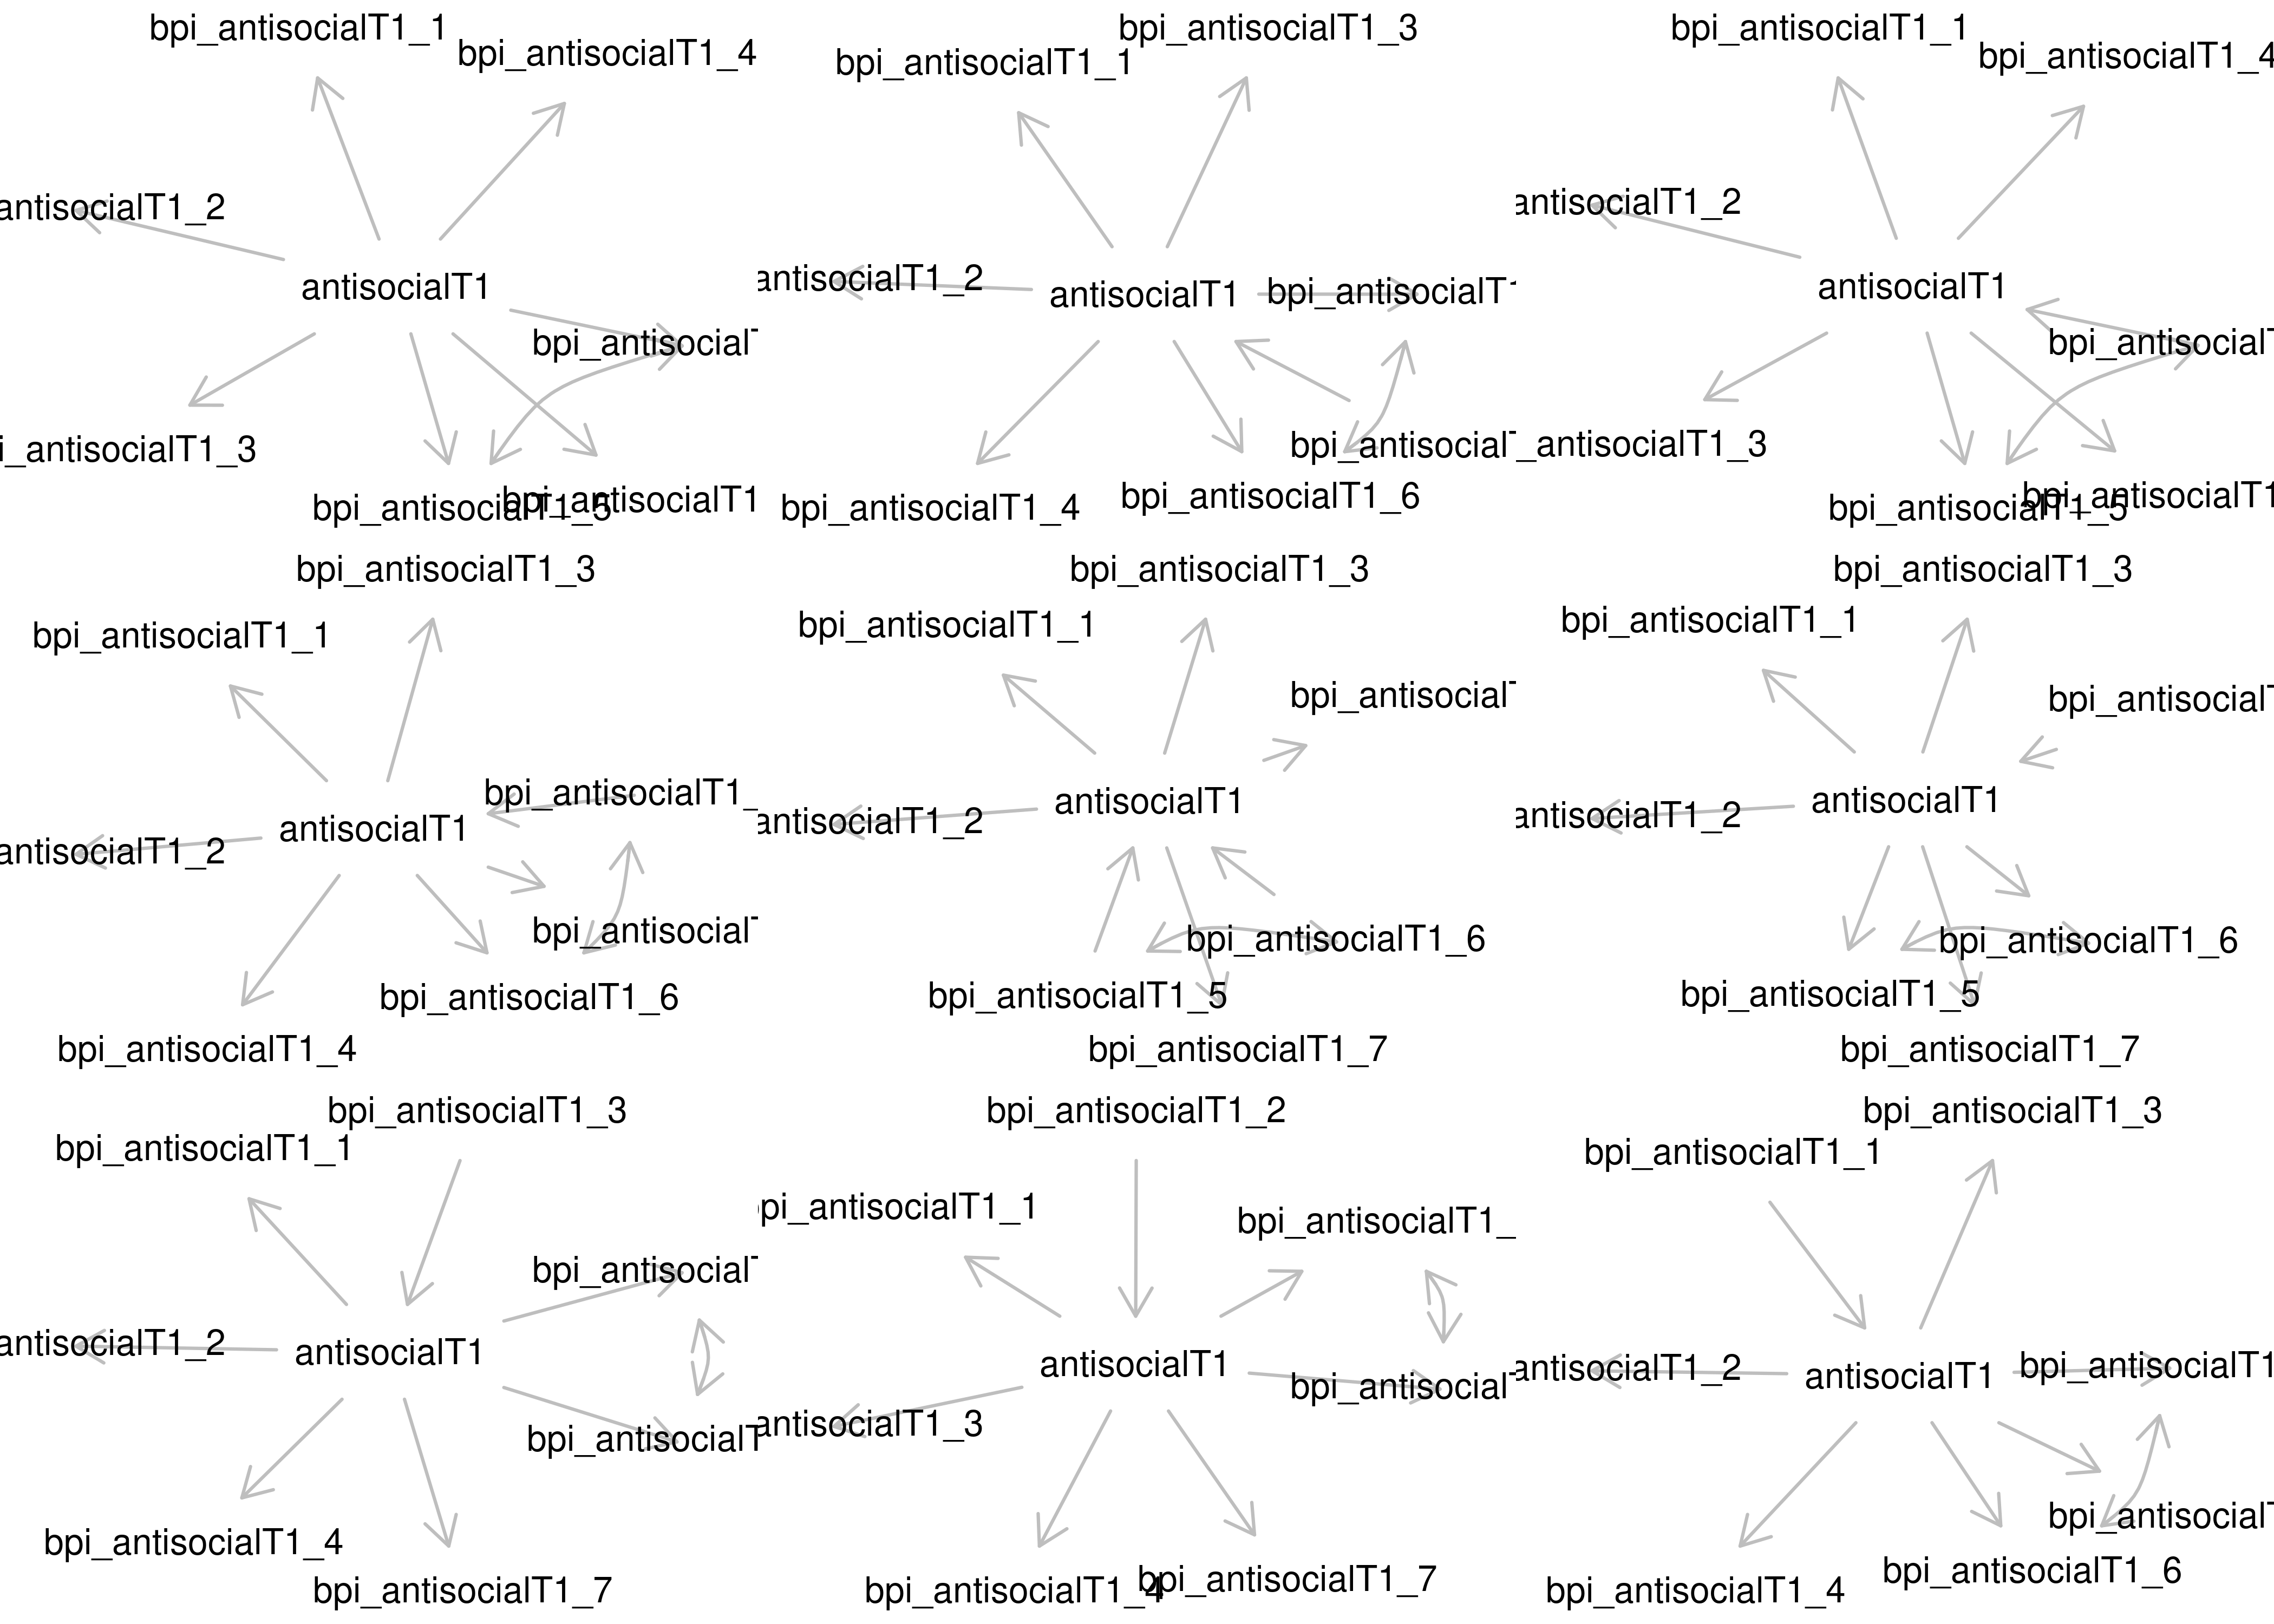 bpi_antisocialT1_1
bpi_antisocialT1_4
antisocialT1_2
antisocialT1
bpi_antisocial
i_antisocialT1_3
bpi_antisocialT1_5
bpi_antisocialT1
bpi_antisocialT1_3
bpi_antisocialT1_1
antisocialT1_2
antisocialT1
bpi_antisocialT
bpi_antisocial
bpi_antisocialT1_4
bpi_antisocialT1_6
bpi_antisocialT1_1
bpi_antisocialT1_4
antisocialT1_2
antisocialT1
bpi_antisocial
_antisocialT1_3
bpi_antisocialT1_5
bpi_antisocialT1
bpi_antisocialT1_3
bpi_antisocialT1_1
bpi_antisocialT1_
antisocialT1
antisocialT1_2
bpi_antisocial
bpi_antisocialT1_6
bpi_antisocialT1_4
bpi_antisocialT1_3
bpi_antisocialT1_1
bpi_antisocial
antisocialT1
antisocialT1_2
bpi_antisocialT1_6
bpi_antisocialT1_5
bpi_antisocialT1_7
bpi_antisocialT1_3
bpi_antisocialT1_1
bpi_antisocial
antisocialT1
antisocialT1_2
bpi_antisocialT1_6
bpi_antisocialT1_5
bpi_antisocialT1_7
bpi_antisocialT1_3
bpi_antisocialT1_1
bpi_antisocial
antisocialT1_2
antisocialT1
bpi_antisocialT
bpi_antisocialT1_4
bpi_antisocialT1_7
bpi_antisocialT1_2
pi_antisocialT1_1
bpi_antisocialT1_
antisocialT1
bpi_antisocial
antisocialT1_3
bpi_antisocialT1_4
bpi_antisocialT1_7
bpi_antisocialT1_3
bpi_antisocialT1_1
antisocialT1_2
antisocialT1
bpi_antisocialT1
bpi_antisocial
bpi_antisocialT1_6
bpi_antisocialT1_4